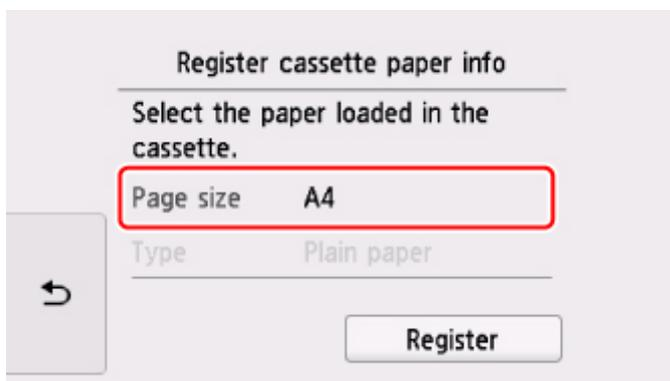 Register cassette paper info
Select the paper loaded in the
cassette.
Page size A4
Type Plain paper
Register